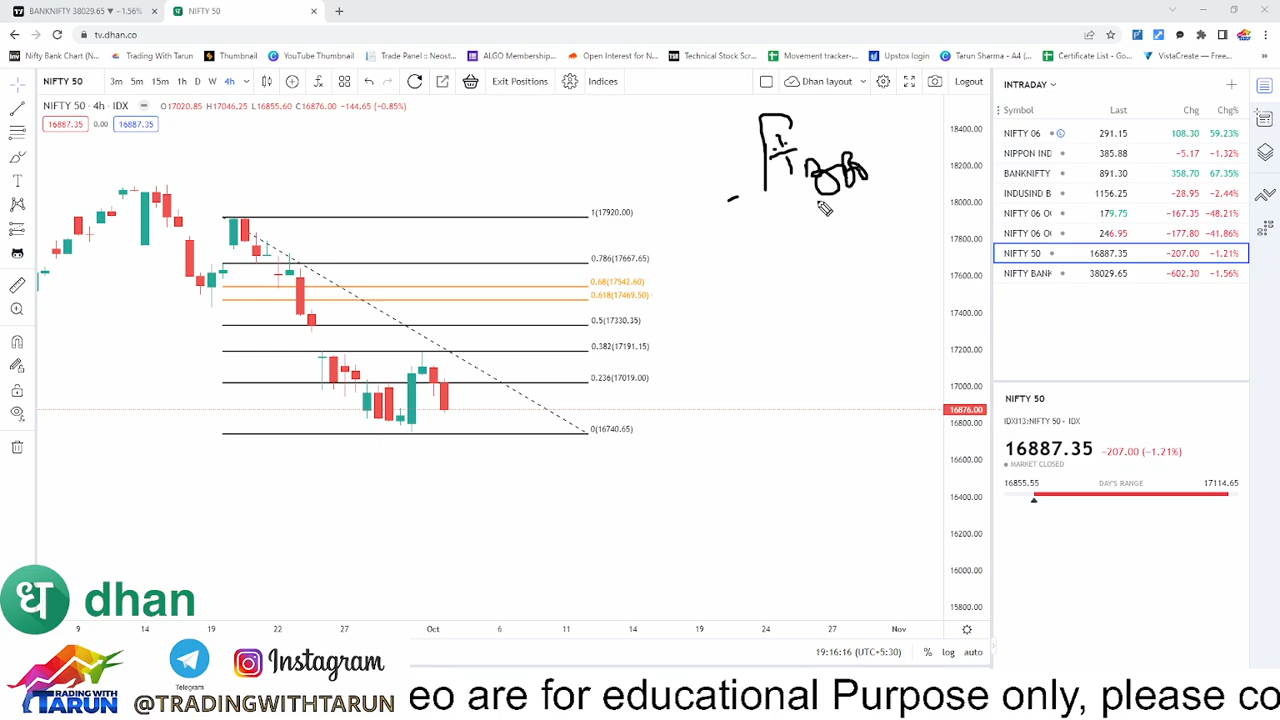 BANKNIFTY 38029.65 ▼ −1.56%
NIFTY 50
tv.dhan.co
Nifty Bank Chart (N...
Trading With Tarun
Thumbnail
YouTube Thumbnail
Trade Panel :: Neost...
ALGO Membership...
Open Interest for N...
Technical Stock Scr...
Movement tracker-...
Upstox login
Tarun Sharma - A4 (...
Certificate List - Go...
VistaCreate — Free...
NIFTY 50 3m 5m 15m 1h D W 4h
Exit Positions
Indices
Dhan layout
Logout
NIFTY 50 · 4h · IDX O17020.85 H17046.25 L16855.60 C16876.00 −144.65 (−0.85%)
16887.35 0.00 16887.35
1(17920.00)
0.786(17667.65)
0.68(17542.60)
0.618(17469.50)
0.5(17330.35)
0.382(17191.15)
0.236(17019.00)
0(16740.65)
18400.00
18200.00
18000.00
17800.00
17600.00
17400.00
17200.00
17000.00
16876.00
16800.00
16600.00
16400.00
16200.00
16000.00
15800.00
9 14 19 22 27 Oct 6 11 14 19 24 27 Nov
19:16:16 (UTC+5:30) % log auto
INTRADAY
Symbol Last Chg Chg%
NIFTY 06 291.15 108.30 59.23%
NIPPON IND 385.88 −5.17 −1.32%
BANKNIFTY 891.30 358.70 67.35%
INDUSIND B 1156.25 −28.95 −2.44%
NIFTY 06 O 179.75 −167.35 −48.21%
NIFTY 06 O 246.95 −177.80 −41.86%
NIFTY 50 16887.35 −207.00 −1.21%
NIFTY BANK 38029.65 −602.30 −1.56%
NIFTY 50
IDXI13:NIFTY 50 · IDX
16887.35 −207.00 (−1.21%)
MARKET CLOSED
16855.55 DAY'S RANGE 17114.65
ध dhan
TRADING WITH
TARUN
Telegram
Instagram
@TRADINGWITHTARUN
eo are for educational Purpose only, please co